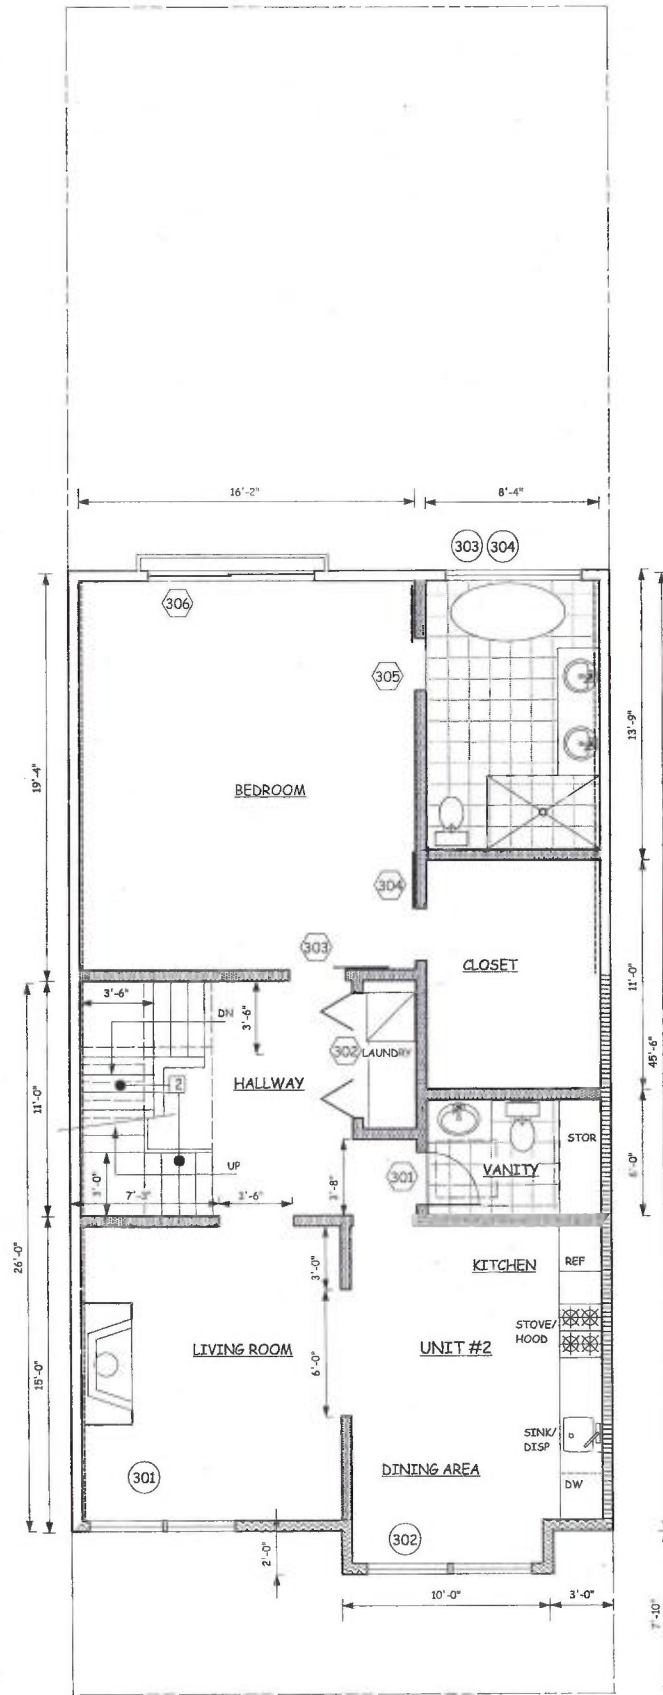 16'-2"
8'-4"
303 304
306
305
19'-4"
13'-9"
BEDROOM
304
303
CLOSET
11'-0"
45'-6"
3'-6"
DN
3'-6"
302
LAUNDRY
2
HALLWAY
11'-0"
STOR
VANITY
301
UP
3'-0"
7'-3"
3'-6"
3'-8"
26'-0"
3'-0"
KITCHEN
REF
STOVE/
HOOD
LIVING ROOM
UNIT #2
6'-0"
15'-0"
SINK/
DISP
DINING AREA
DW
301
302
2'-0"
10'-0"
3'-0"
7'-10"